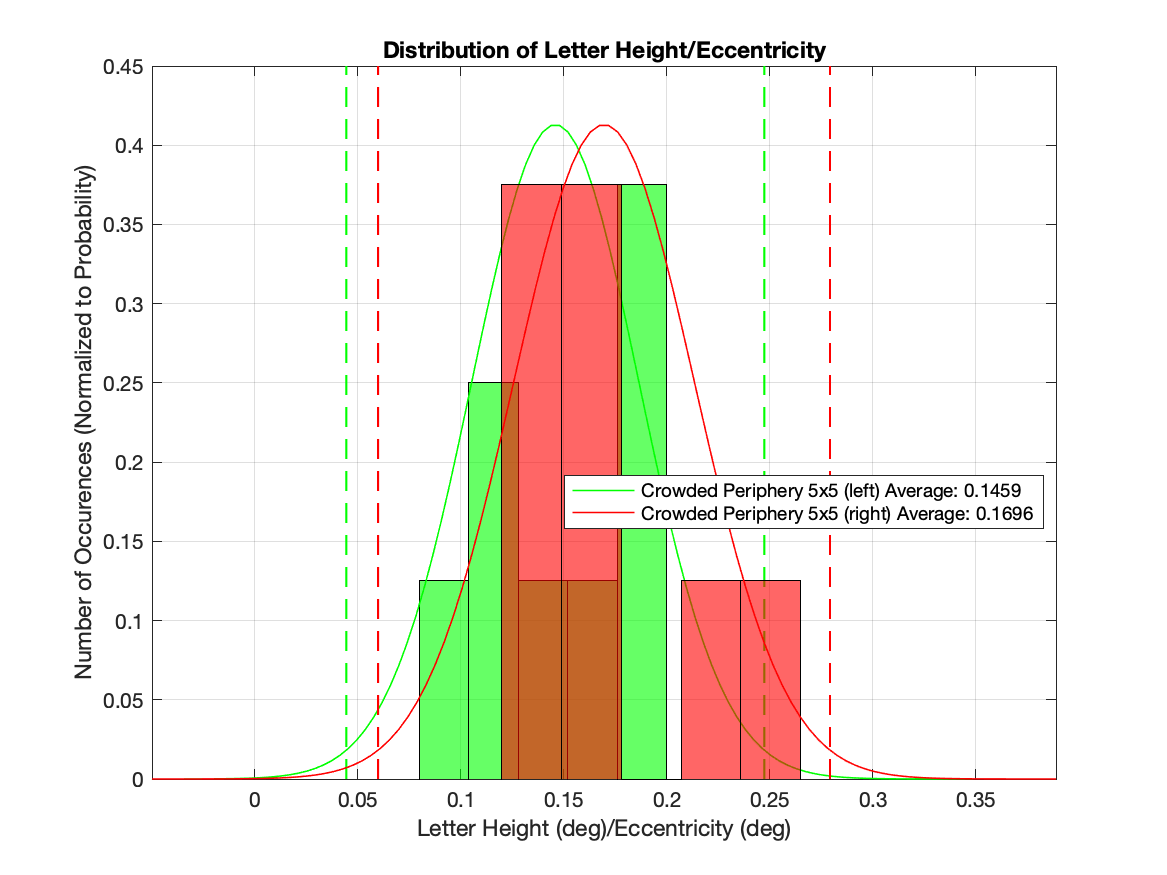 Distribution of Letter Height/Eccentricity
Number of Occurences (Normalized to Probability)
0.45
0.4
0.35
0.3
0.25
0.2
0.15
0.1
0.05
0
Crowded Periphery 5x5 (left) Average: 0.1459
Crowded Periphery 5x5 (right) Average: 0.1696
0 0.05 0.1 0.15 0.2 0.25 0.3 0.35
Letter Height (deg)/Eccentricity (deg)